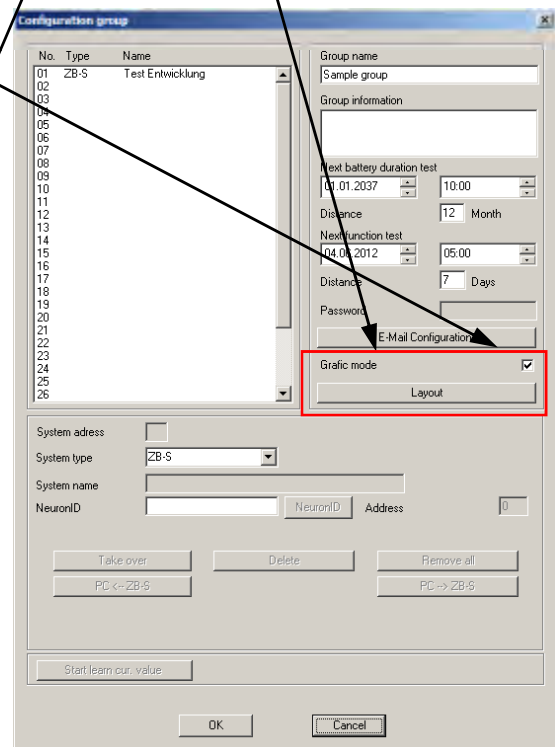 Configuration group
No. Type Name
01 ZB-S Test Entwicklung
02
03
04
05
06
07
08
09
10
11
12
13
14
15
16
17
18
19
20
21
22
23
24
25
26
Group name
Sample group
Group information
Next battery duration test
01.01.2037 10:00
Distance 12 Month
Next function test
04.06.2012 05:00
Distance 7 Days
Password
E-Mail Configuration
Grafic mode
Layout
System adress
System type ZB-S
System name
NeuronID NeuronID Address 0
Take over Delete Remove all
PC <-- ZB-S PC --> ZB-S
Start learn cur. value
OK Cancel